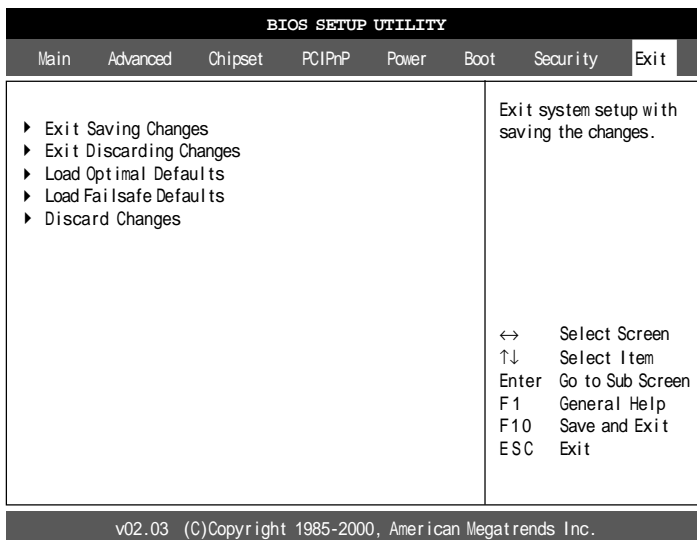 BIOS SETUP UTILITY
Main Advanced Chipset PCIPnP Power Boot Security Exit
▶ Exit Saving Changes
▶ Exit Discarding Changes
▶ Load Optimal Defaults
▶ Load Failsafe Defaults
▶ Discard Changes
Exit system setup with
saving the changes.
↔ Select Screen
↑↓ Select Item
Enter Go to Sub Screen
F1 General Help
F10 Save and Exit
ESC Exit
v02.03 (C)Copyright 1985-2000, American Megatrends Inc.